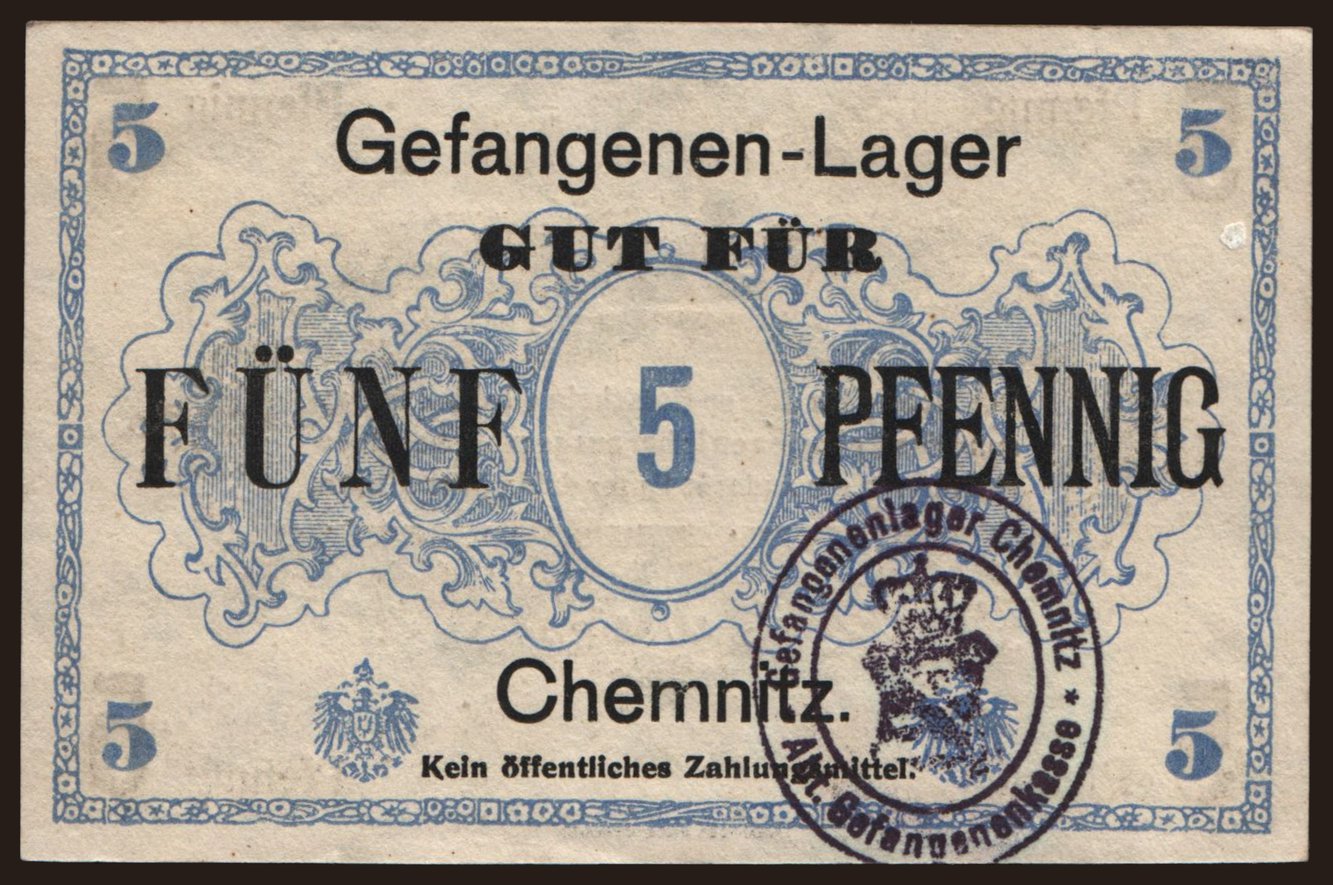 5 5
Gefangenen-Lager
GUT FÜR
FÜNF 5 PFENNIG
Chemnitz.
Kein öffentliches Zahlungsmittel.
5 5
Gefangenenlager Chemnitz *
Abt. Gefangenenkasse